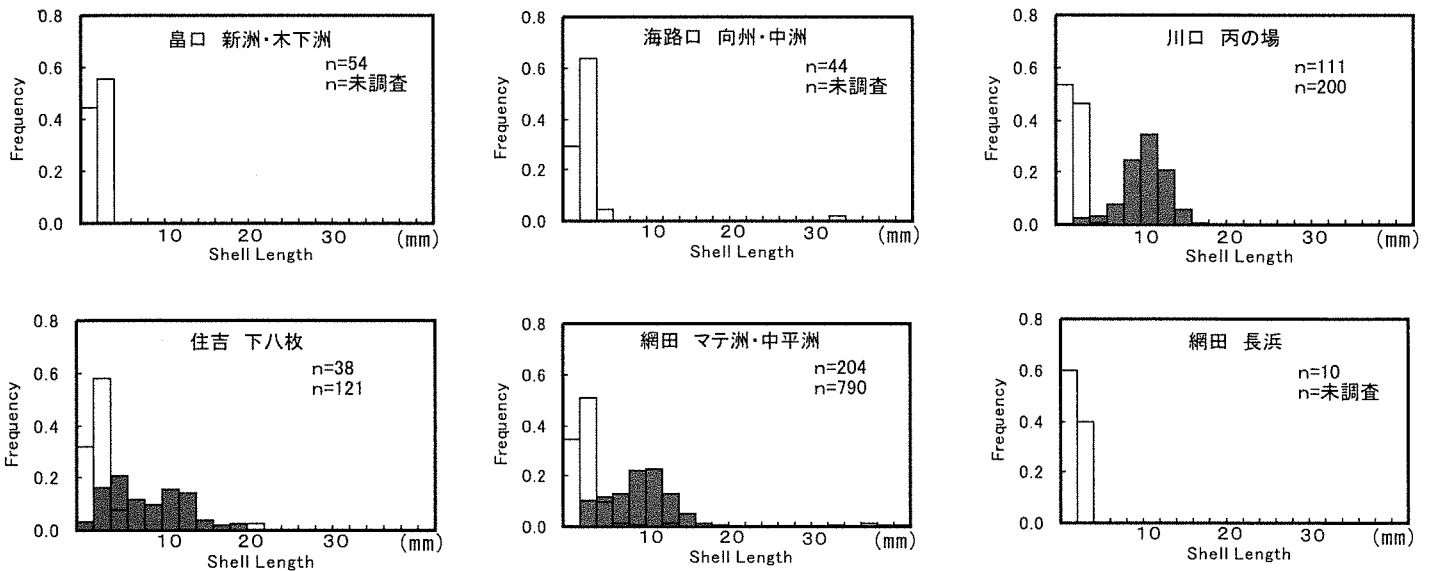 0.8
畠口 新洲・木下洲
n=54
n=未調査
0.6
0.4
0.2
0.0
Frequency
10 20 30 (mm)
Shell Length
0.8
海路口 向州・中洲
n=44
n=未調査
0.6
0.4
0.2
0.0
Frequency
10 20 30 (mm)
Shell Length
0.8
川口 丙の場
n=111
n=200
0.6
0.4
0.2
0.0
Frequency
10 20 30 (mm)
Shell Length
0.8
住吉 下八枚
n=38
n=121
0.6
0.4
0.2
0.0
Frequency
10 20 30 (mm)
Shell Length
0.8
網田 マテ洲・中平洲
n=204
n=790
0.6
0.4
0.2
0.0
Frequency
10 20 30 (mm)
Shell Length
0.8
網田 長浜
n=10
n=未調査
0.6
0.4
0.2
0.0
Frequency
10 20 30 (mm)
Shell Length